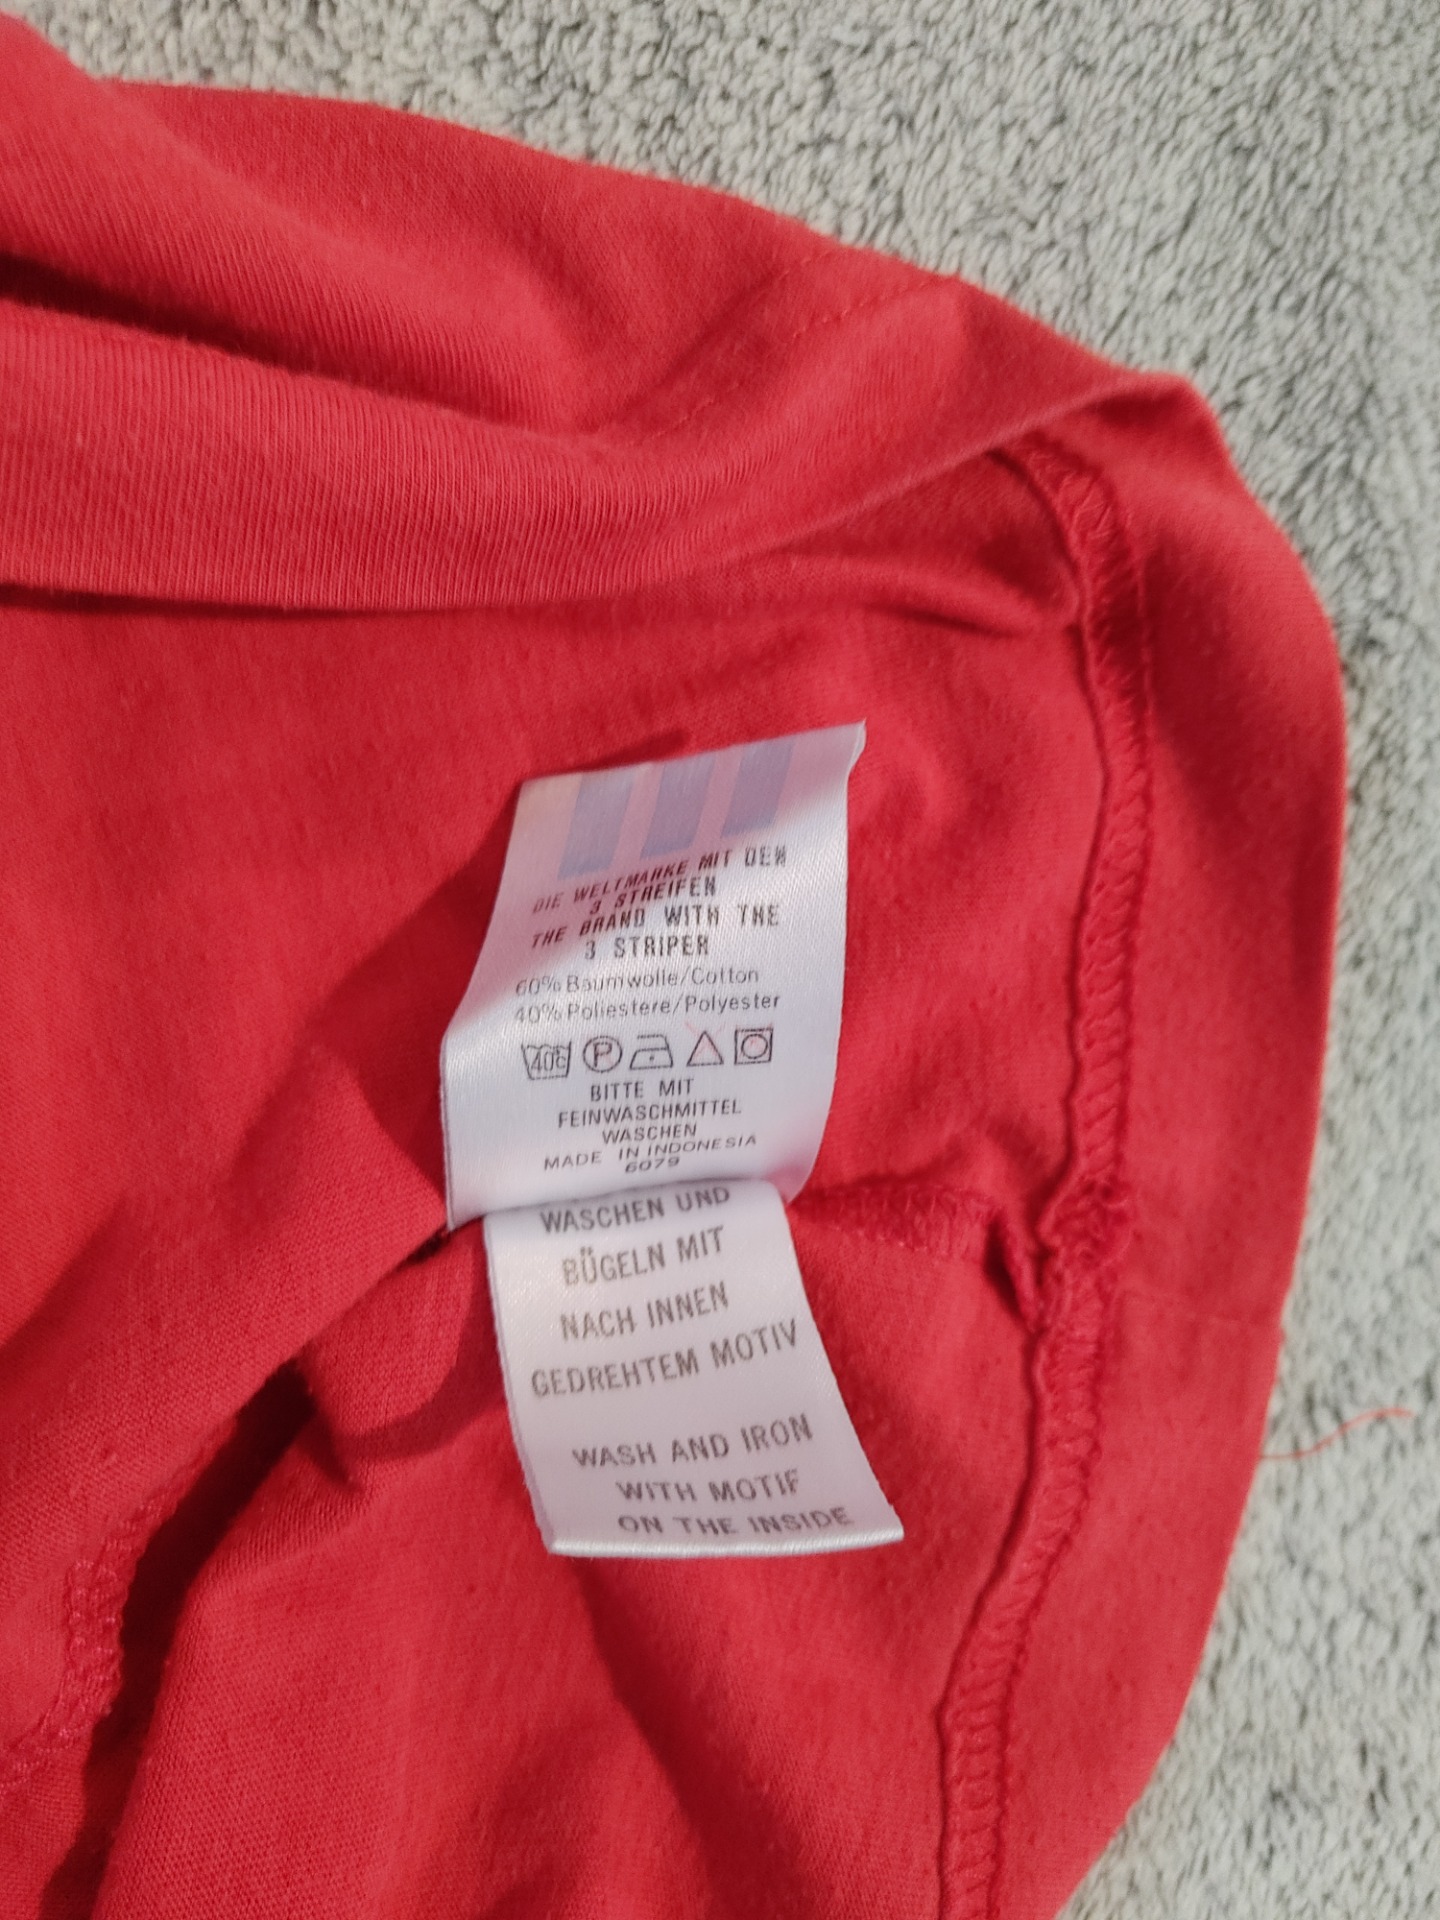 DIE WELTMARKE MIT DEN
3 STREIFEN
THE BRAND WITH THE
3 STRIPER
60% Baumwolle/Cotton
40% Poliestere/Polyester
40c P
BITTE MIT
FEINWASCHMITTEL
WASCHEN
MADE IN INDONESIA
6079
WASCHEN UND
BÜGELN MIT
NACH INNEN
GEDREHTEM MOTIV
WASH AND IRON
WITH MOTIF
ON THE INSIDE